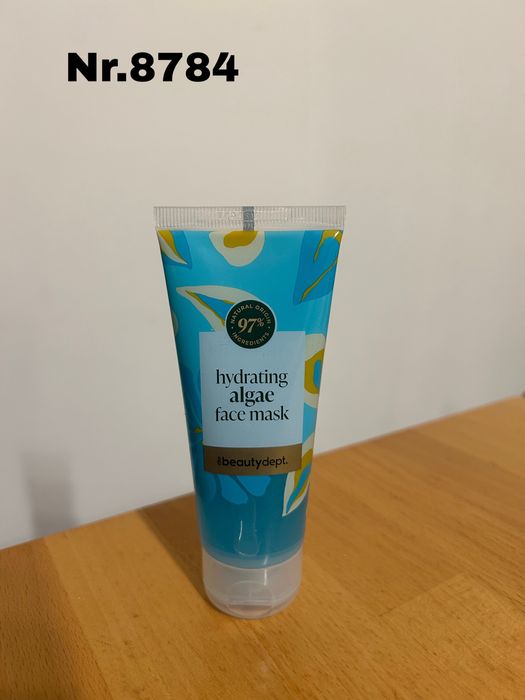 Nr.8784
NATURAL ORIGIN
97%
INGREDIENTS
hydrating
algae
face mask
beautydept.